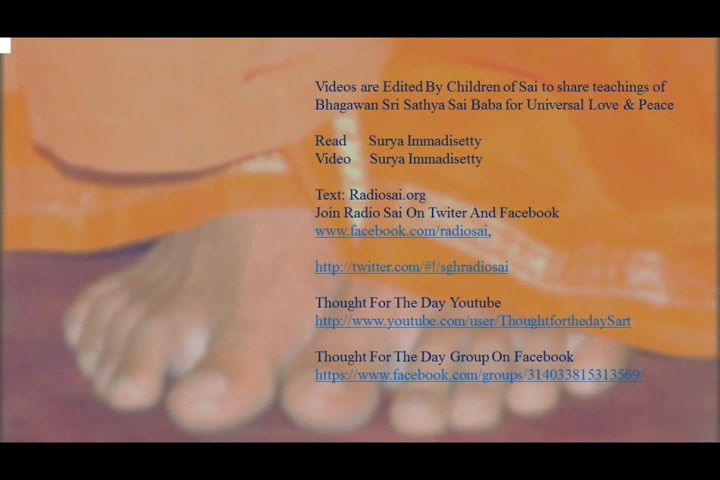 Videos are Edited By Children of Sai to share teachings of
Bhagawan Sri Sathya Sai Baba for Universal Love & Peace
Read Surya Immadisetty
Video Surya Immadisetty
Text: Radiosai.org
Join Radio Sai On Twiter And Facebook
www.facebook.com/radiosai,
http://twitter.com/#!/sghradiosai
Thought For The Day Youtube
http://www.youtube.com/user/ThoughtforthedaySart
Thought For The Day Group On Facebook
https://www.facebook.com/groups/314033815313569/